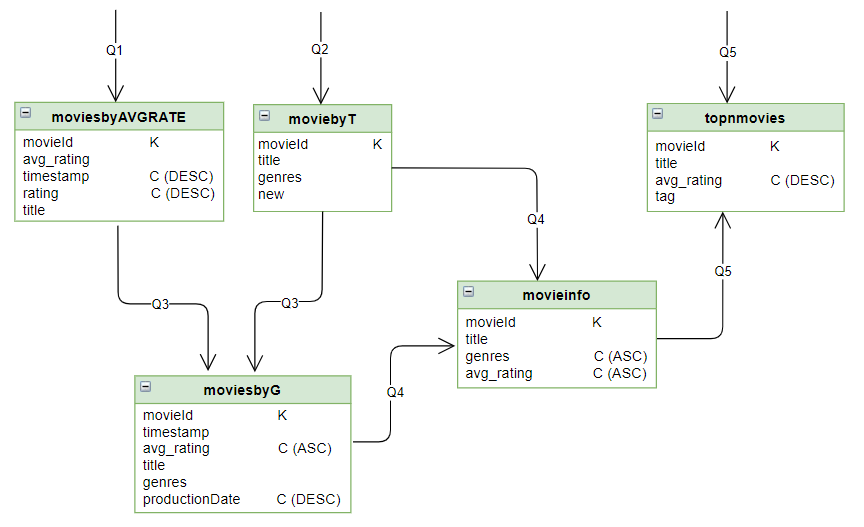 Q1
Q2
Q5
moviesbyAVGRATE
movieId K
avg_rating
timestamp C (DESC)
rating C (DESC)
title
moviebyT
movieId K
title
genres
new
topnmovies
movieId K
title
avg_rating C (DESC)
tag
Q4
Q5
Q3
Q3
movieinfo
movieId K
title
genres C (ASC)
avg_rating C (ASC)
moviesbyG
movieId K
timestamp
avg_rating C (ASC)
title
genres
productionDate C (DESC)
Q4